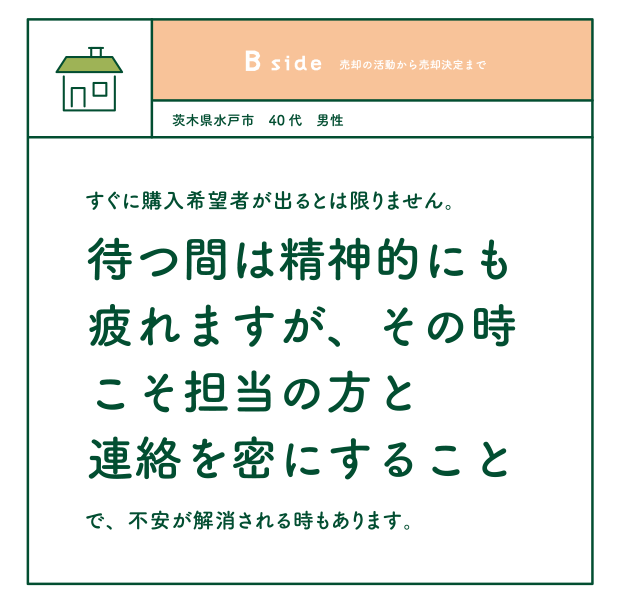 B side 売却の活動から売却決定まで
茨木県水戸市 40代 男性
すぐに購入希望者が出るとは限りません。
待つ間は精神的にも
疲れますが、その時
こそ担当の方と
連絡を密にすること
で、不安が解消される時もあります。